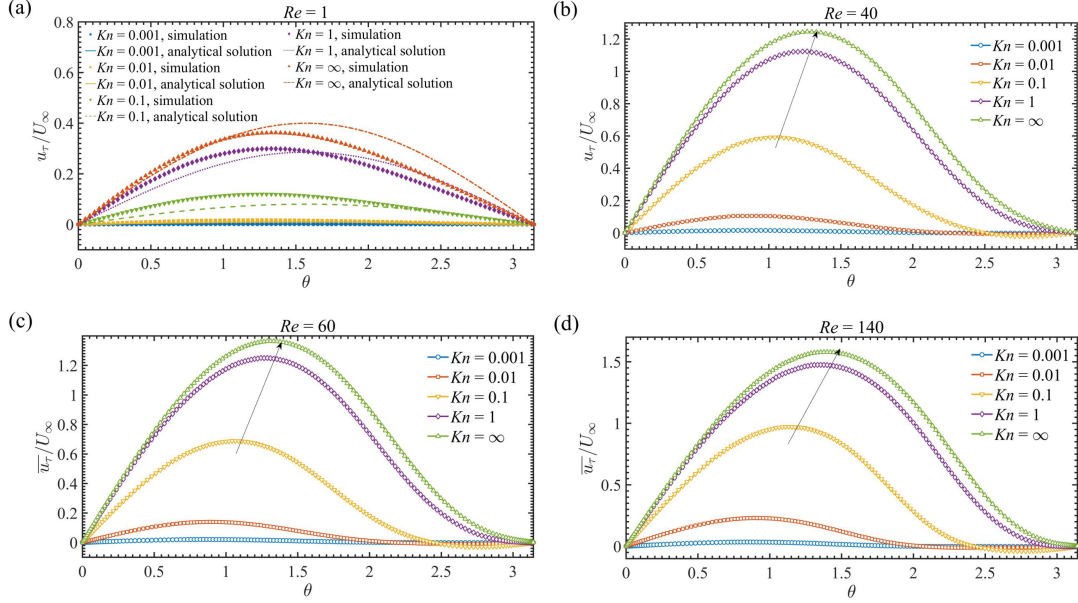 (a)
Re = 1
Kn = 0.001, simulation
Kn = 0.001, analytical solution
Kn = 0.01, simulation
Kn = 0.01, analytical solution
Kn = 0.1, simulation
Kn = 0.1, analytical solution
Kn = 1, simulation
Kn = 1, analytical solution
Kn = ∞, simulation
Kn = ∞, analytical solution
0.8
0.6
0.4
0.2
0
uτ/U∞
0 0.5 1 1.5 2 2.5 3
θ
(b)
Re = 40
Kn = 0.001
Kn = 0.01
Kn = 0.1
Kn = 1
Kn = ∞
1.2
1
0.8
0.6
0.4
0.2
0
uτ/U∞
0 0.5 1 1.5 2 2.5 3
θ
(c)
Re = 60
Kn = 0.001
Kn = 0.01
Kn = 0.1
Kn = 1
Kn = ∞
1.2
1
0.8
0.6
0.4
0.2
0
u̅τ/U∞
0 0.5 1 1.5 2 2.5 3
θ
(d)
Re = 140
Kn = 0.001
Kn = 0.01
Kn = 0.1
Kn = 1
Kn = ∞
1.5
1
0.5
0
u̅τ/U∞
0 0.5 1 1.5 2 2.5 3
θ